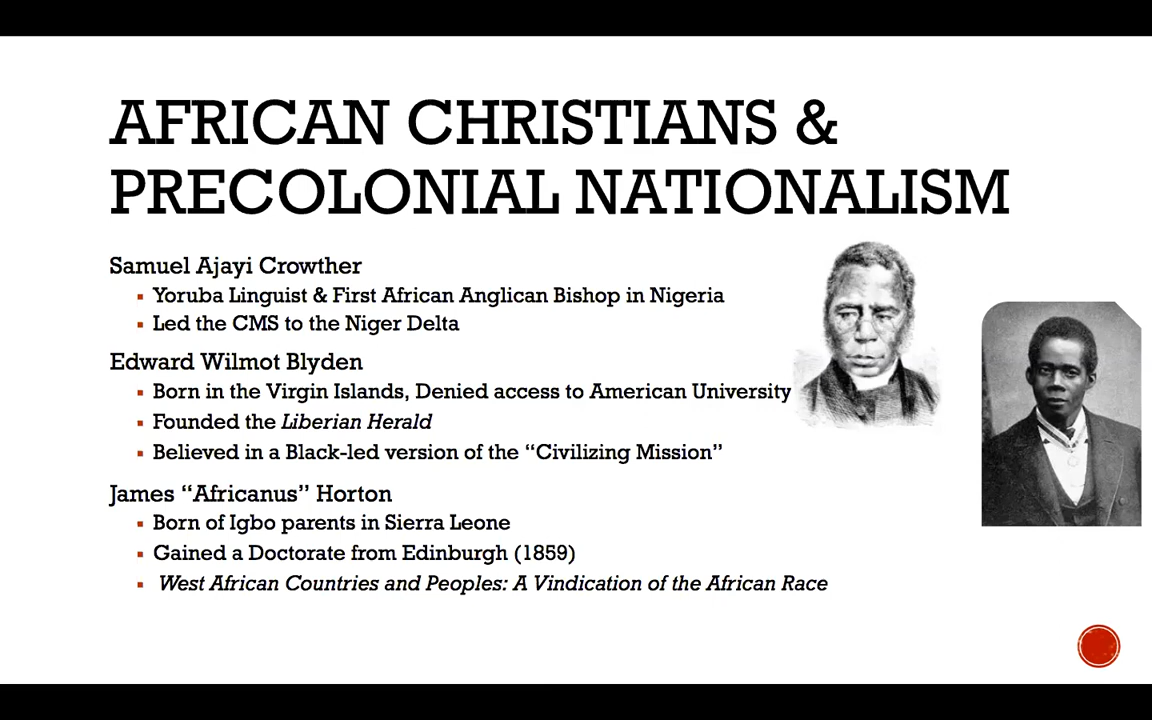 AFRICAN CHRISTIANS &
PRECOLONIAL NATIONALISM
Samuel Ajayi Crowther
▪ Yoruba Linguist & First African Anglican Bishop in Nigeria
▪ Led the CMS to the Niger Delta
Edward Wilmot Blyden
▪ Born in the Virgin Islands, Denied access to American University
▪ Founded the Liberian Herald
▪ Believed in a Black-led version of the “Civilizing Mission”
James “Africanus” Horton
▪ Born of Igbo parents in Sierra Leone
▪ Gained a Doctorate from Edinburgh (1859)
▪ West African Countries and Peoples: A Vindication of the African Race